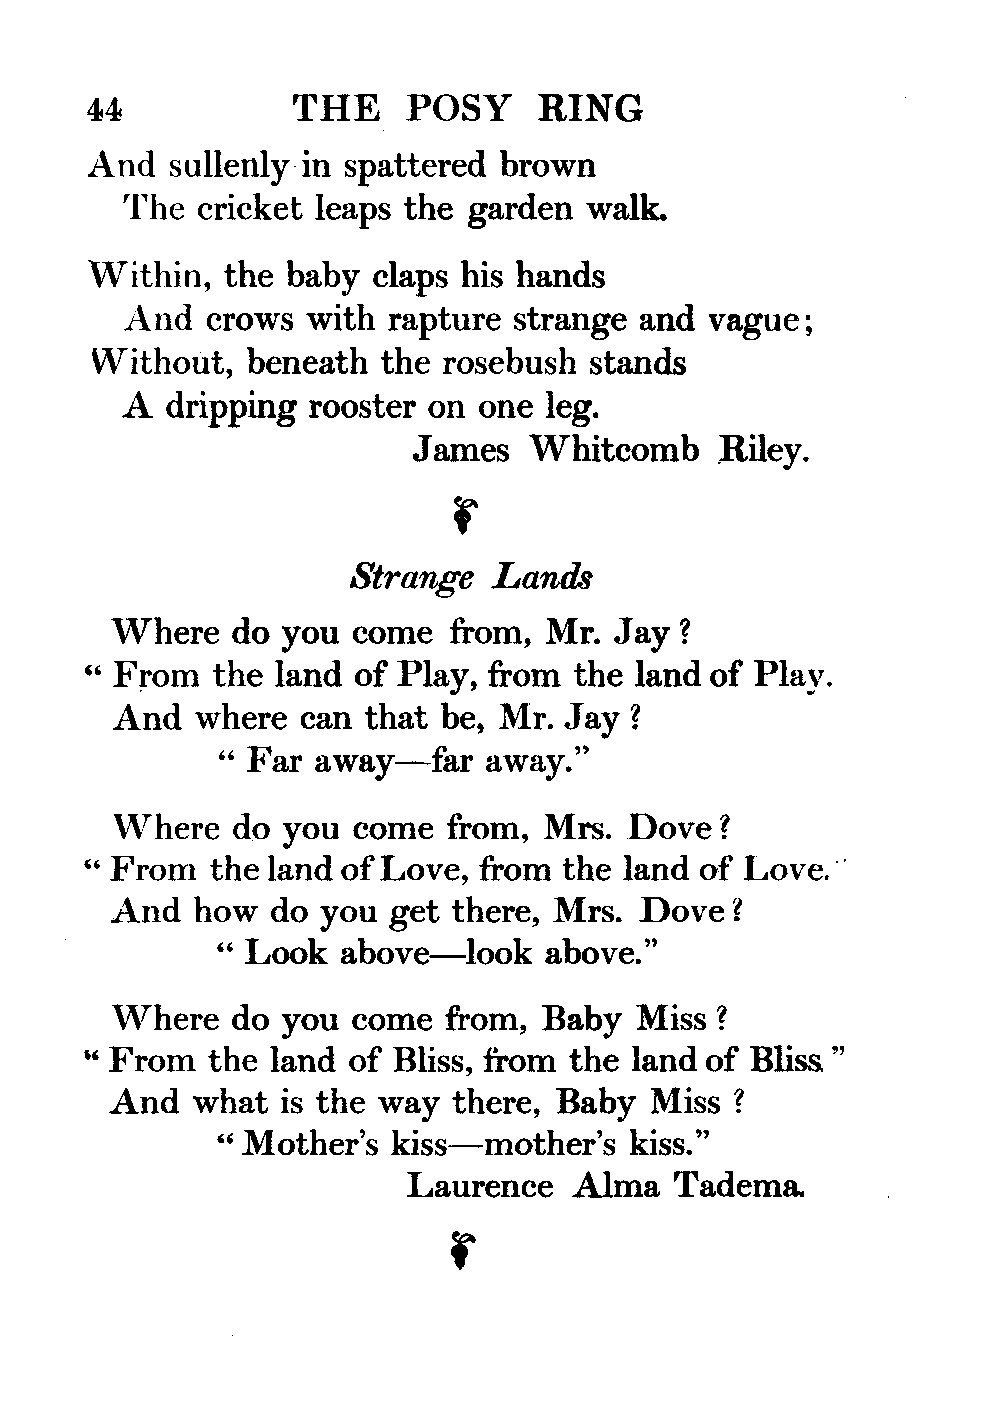 44 THE POSY RING
And sullenly in spattered brown
The cricket leaps the garden walk.
Within, the baby claps his hands
And crows with rapture strange and vague;
Without, beneath the rosebush stands
A dripping rooster on one leg.
James Whitcomb Riley.
Strange Lands
Where do you come from, Mr. Jay?
“From the land of Play, from the land of Play.
And where can that be, Mr. Jay?
“Far away—far away.”
Where do you come from, Mrs. Dove?
“From the land of Love, from the land of Love.”
And how do you get there, Mrs. Dove?
“Look above—look above.”
Where do you come from, Baby Miss?
“From the land of Bliss, from the land of Bliss”
And what is the way there, Baby Miss?
“Mother’s kiss—mother’s kiss.”
Laurence Alma Tadema.